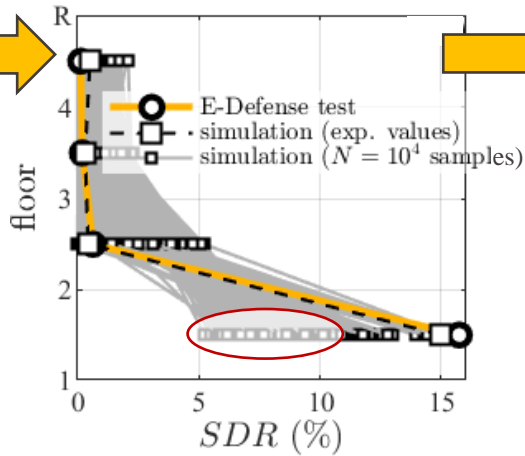 R
4
3
2
1
floor
E-Defense test
simulation (exp. values)
simulation (N = 10⁴ samples)
0 5 10 15
SDR (%)